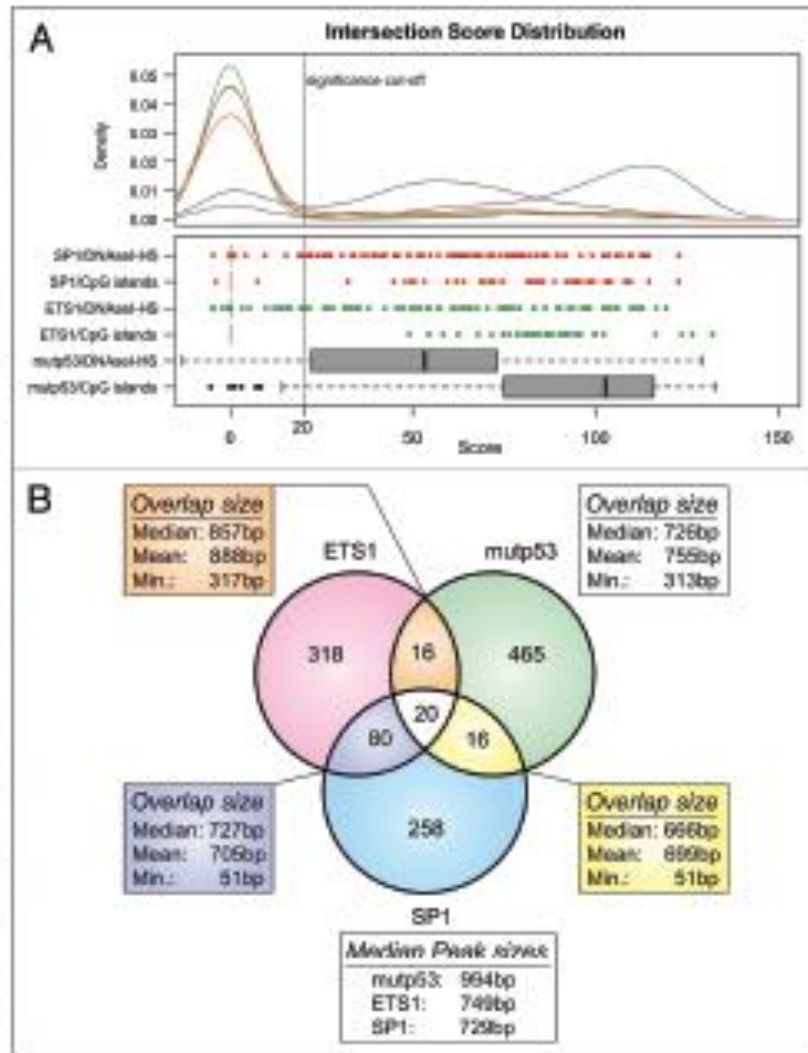 A
Intersection Score Distribution
significance cut-off
Density
0.05
0.04
0.03
0.02
0.01
0.00
SP1/DNAseI-HS
SP1/CpG islands
ETS1/DNAseI-HS
ETS1/CpG islands
mutp53/DNAseI-HS
mutp53/CpG islands
0 20 50 100 150
Score
B
Overlap size
Median: 857bp
Mean: 888bp
Min.: 317bp
ETS1
mutp53
Overlap size
Median: 726bp
Mean: 755bp
Min.: 313bp
318
16
465
20
80
16
258
Overlap size
Median: 727bp
Mean: 705bp
Min.: 51bp
Overlap size
Median: 666bp
Mean: 699bp
Min.: 51bp
SP1
Median Peak sizes
mutp53: 994bp
ETS1: 749bp
SP1: 729bp